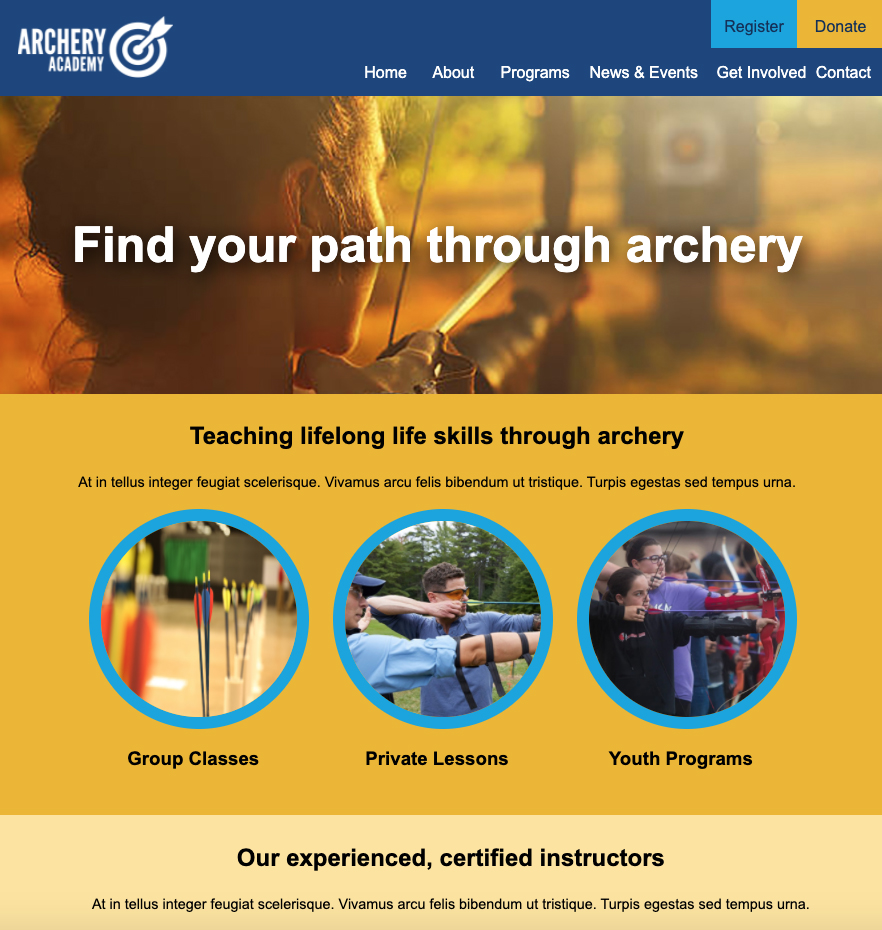 ARCHERY
ACADEMY
Register Donate
Home About Programs News & Events Get Involved Contact
Find your path through archery
Teaching lifelong life skills through archery
At in tellus integer feugiat scelerisque. Vivamus arcu felis bibendum ut tristique. Turpis egestas sed tempus urna.
Group Classes Private Lessons Youth Programs
Our experienced, certified instructors
At in tellus integer feugiat scelerisque. Vivamus arcu felis bibendum ut tristique. Turpis egestas sed tempus urna.